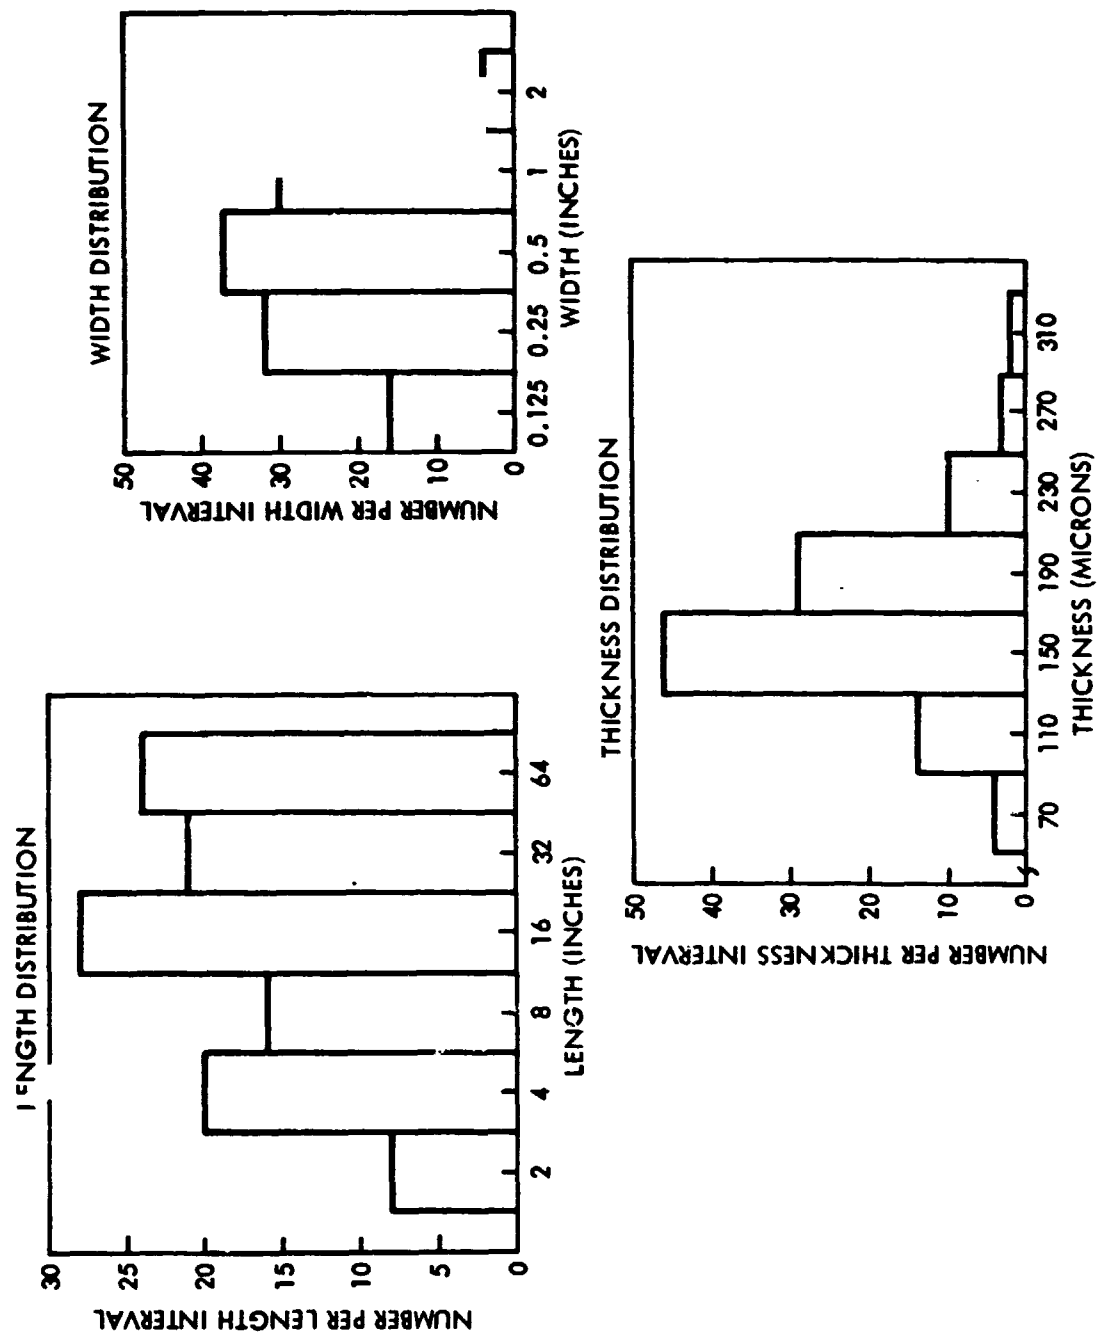 LENGTH DISTRIBUTION
NUMBER PER LENGTH INTERVAL
30
25
20
15
10
5
0
2 4 8 16 32 64
LENGTH (INCHES)
WIDTH DISTRIBUTION
NUMBER PER WIDTH INTERVAL
50
40
30
20
10
0
0.125 0.25 0.5 1 2
WIDTH (INCHES)
THICKNESS DISTRIBUTION
NUMBER PER THICKNESS INTERVAL
50
40
30
20
10
0
70 110 150 190 230 270 310
THICKNESS (MICRONS)